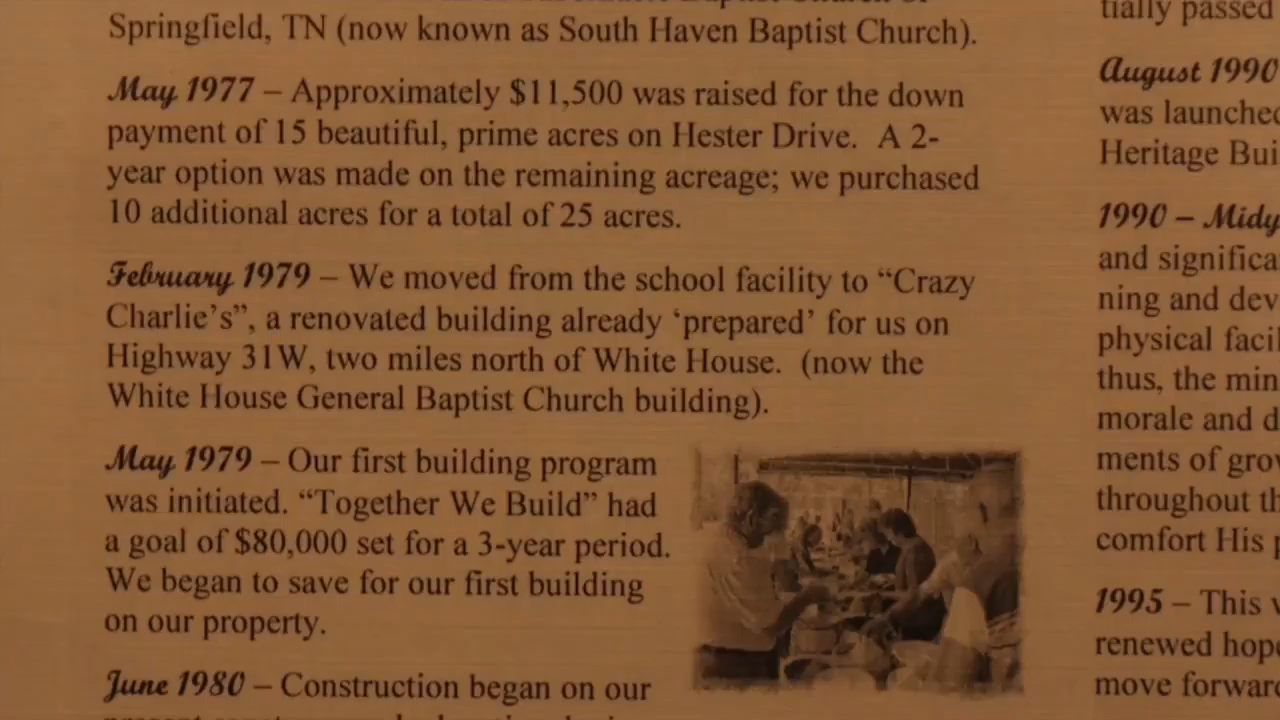 Springfield, TN (now known as South Haven Baptist Church).
May 1977 – Approximately $11,500 was raised for the down
payment of 15 beautiful, prime acres on Hester Drive. A 2-
year option was made on the remaining acreage; we purchased
10 additional acres for a total of 25 acres.
February 1979 – We moved from the school facility to “Crazy
Charlie’s”, a renovated building already ‘prepared’ for us on
Highway 31W, two miles north of White House. (now the
White House General Baptist Church building).
May 1979 – Our first building program
was initiated. “Together We Build” had
a goal of $80,000 set for a 3-year period.
We began to save for our first building
on our property.
June 1980 – Construction began on our
tially passed
August 1990
was launched
Heritage Bui
1990 – Midy
and significa
ning and dev
physical facil
thus, the min
morale and d
ments of grow
throughout th
comfort His p
1995 – This
renewed hope
move forward